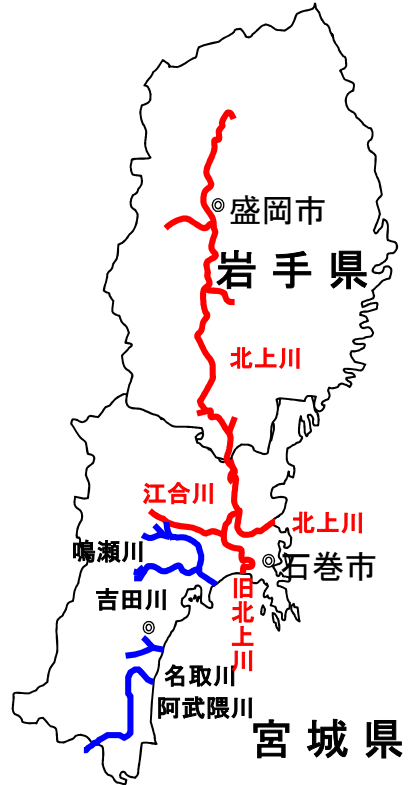 盛岡市
岩手県
北上川
江合川
北上川
鳴瀬川
石巻市
吉田川
旧北上川
名取川
阿武隈川
宮城県